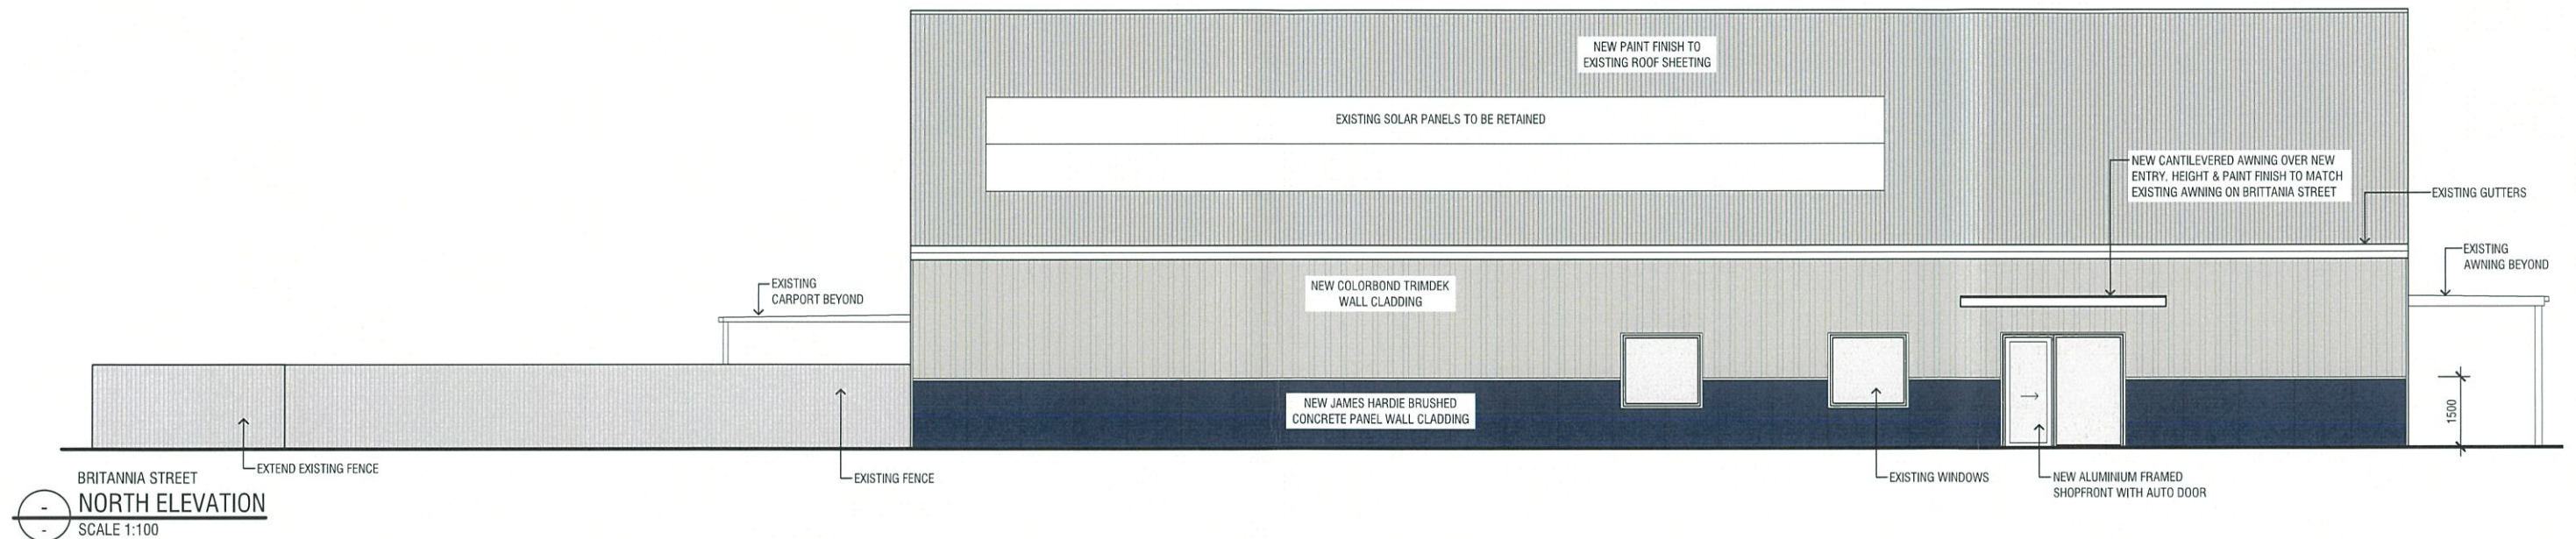 NEW PAINT FINISH TO
EXISTING ROOF SHEETING
EXISTING SOLAR PANELS TO BE RETAINED
NEW CANTILEVERED AWNING OVER NEW
ENTRY. HEIGHT & PAINT FINISH TO MATCH
EXISTING AWNING ON BRITTANIA STREET
EXISTING GUTTERS
EXISTING
AWNING BEYOND
EXISTING
CARPORT BEYOND
NEW COLORBOND TRIMDEK
WALL CLADDING
NEW JAMES HARDIE BRUSHED
CONCRETE PANEL WALL CLADDING
1500
EXTEND EXISTING FENCE
EXISTING FENCE
EXISTING WINDOWS
NEW ALUMINIUM FRAMED
SHOPFRONT WITH AUTO DOOR
BRITANNIA STREET
NORTH ELEVATION
SCALE 1:100